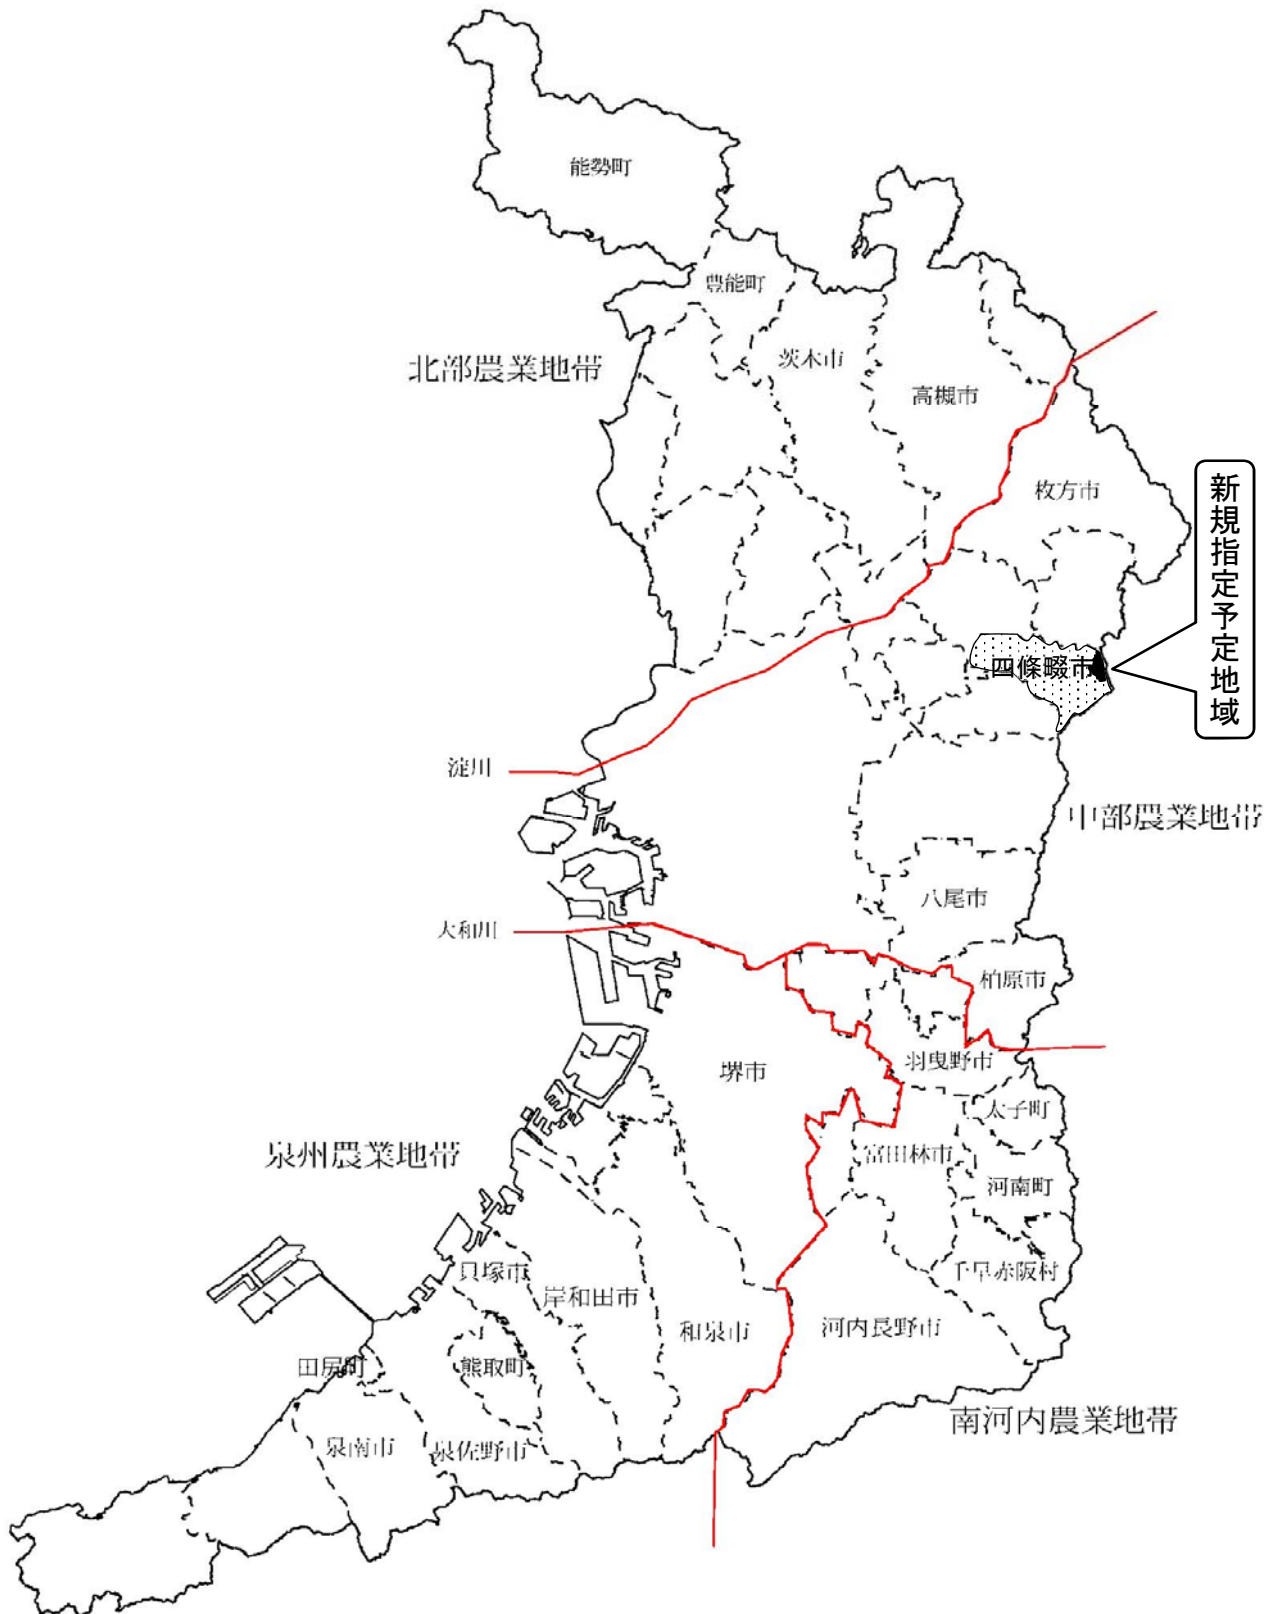 能勢町
豊能町
北部農業地帯
茨木市
高槻市
枚方市
新規指定予定地域
四條畷市
淀川
中部農業地帯
八尾市
大和川
柏原市
羽曳野市
堺市
太子町
泉州農業地帯
富田林市
河南町
貝塚市
千早赤阪村
岸和田市
和泉市
河内長野市
田尻町
熊取町
南河内農業地帯
泉南市
泉佐野市